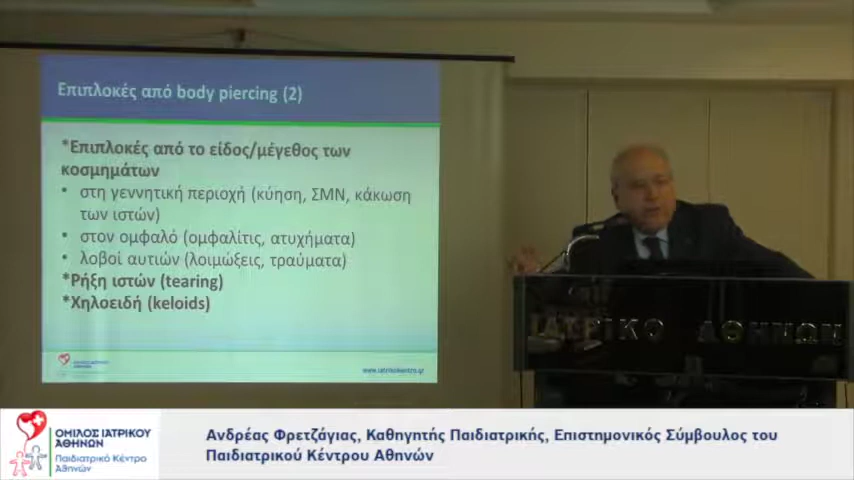 Επιπλοκές από body piercing (2)
*Επιπλοκές από το είδος/μέγεθος των
κοσμημάτων
• στη γεννητική περιοχή (κύηση, ΣΜΝ, κάκωση
των ιστών)
• στον ομφαλό (ομφαλίτις, ατυχήματα)
• λοβοί αυτιών (λοιμώξεις, τραύματα)
*Ρήξη ιστών (tearing)
*Χηλοειδή (keloids)
www.iatrikokentro.gr
ΙΑΤΡΙΚΟ ΑΘΗΝΩΝ
ΟΜΙΛΟΣ ΙΑΤΡΙΚΟΥ
ΑΘΗΝΩΝ
Παιδιατρικό Κέντρο
Αθηνών
Ανδρέας Φρετζάγιας, Καθηγητής Παιδιατρικής, Επιστημονικός Σύμβουλος του
Παιδιατρικού Κέντρου Αθηνών